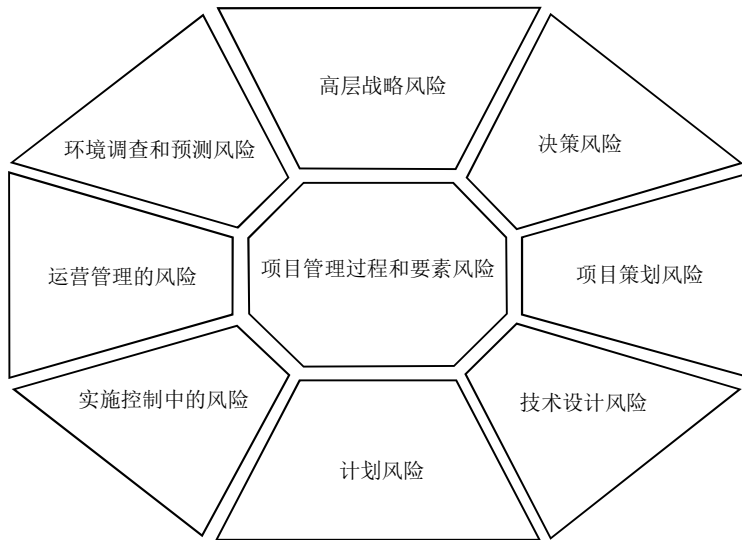 高层战略风险
环境调查和预测风险
决策风险
运营管理的风险
项目管理过程和要素风险
项目策划风险
实施控制中的风险
技术设计风险
计划风险